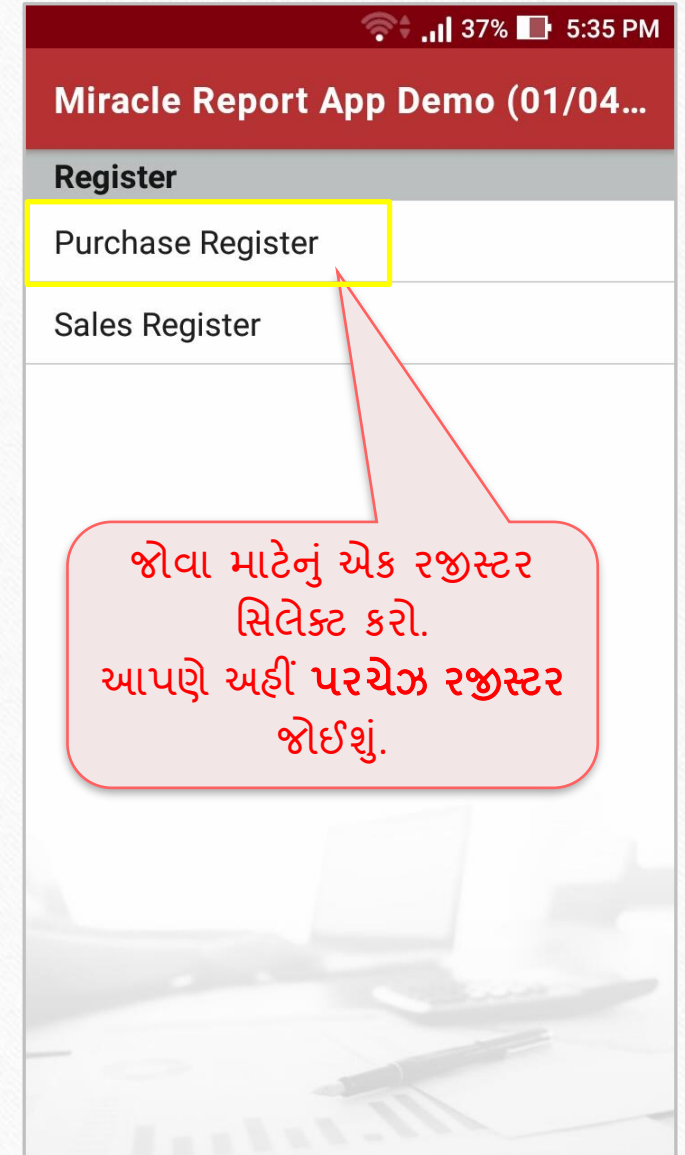 37% 5:35 PM
Miracle Report App Demo (01/04...
Register
Purchase Register
Sales Register
જોવા માટેનું એક રજીસ્ટર
સિલેક્ટ કરો.
આપણે અહીં પરચેઝ રજીસ્ટર
જોઈશું.